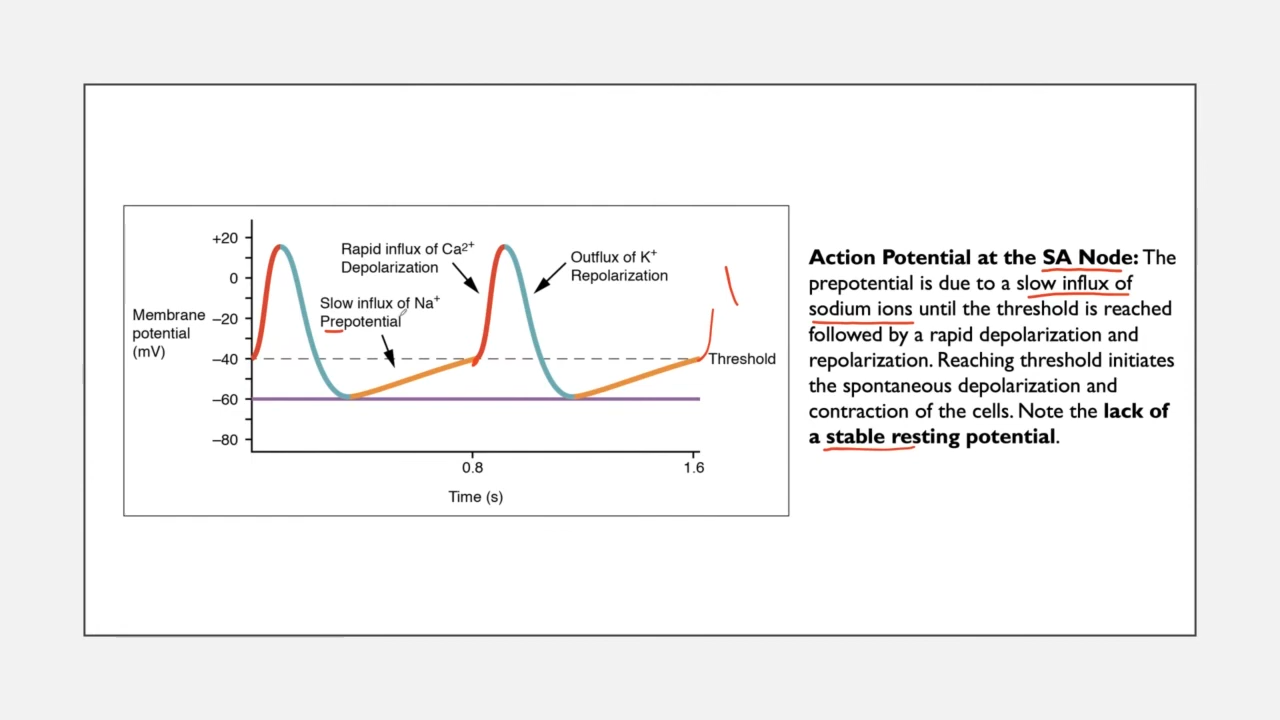 +20
0
−20
−40
−60
−80
Membrane
potential
(mV)
Rapid influx of Ca²⁺
Depolarization
Slow influx of Na⁺
Prepotential
Outflux of K⁺
Repolarization
Threshold
0.8
1.6
Time (s)
Action Potential at the SA Node: The
prepotential is due to a slow influx of
sodium ions until the threshold is reached
followed by a rapid depolarization and
repolarization. Reaching threshold initiates
the spontaneous depolarization and
contraction of the cells. Note the lack of
a stable resting potential.